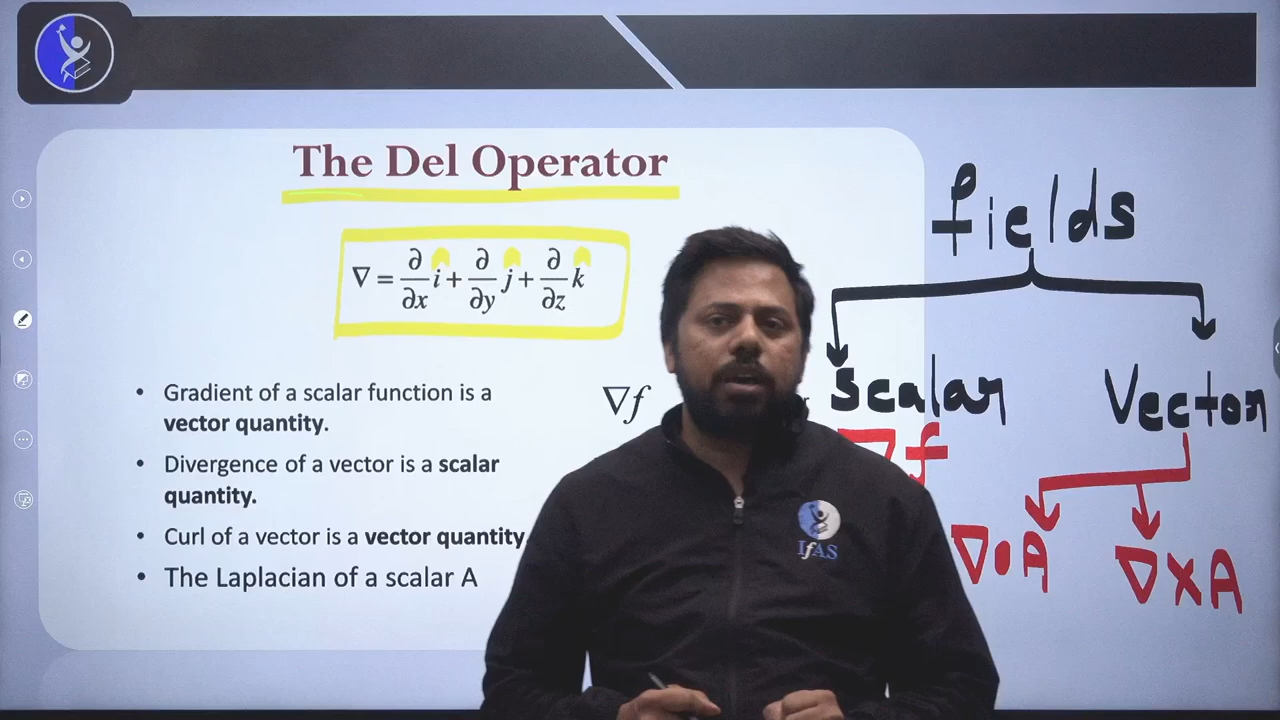 The Del Operator
∇ = ∂/∂x i + ∂/∂y j + ∂/∂z k
• Gradient of a scalar function is a
vector quantity.
∇f
• Divergence of a vector is a scalar
quantity.
• Curl of a vector is a vector quantity
• The Laplacian of a scalar A
fields
Scalar
Vector
∇f
∇•A
∇×A
IfAS